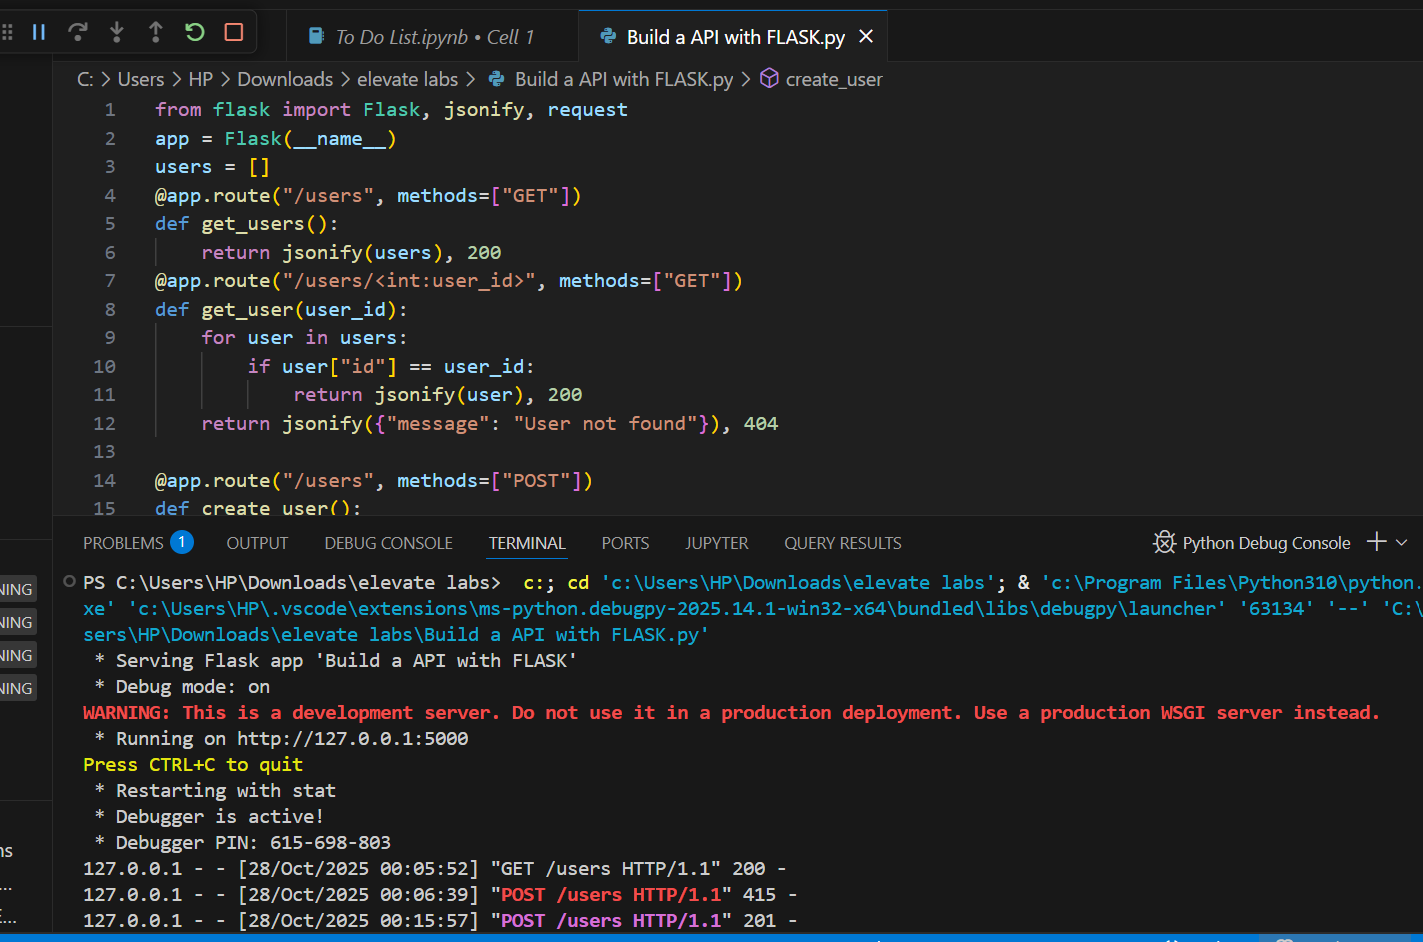 To Do List.ipynb • Cell 1
Build a API with FLASK.py
C: > Users > HP > Downloads > elevate labs > Build a API with FLASK.py > create_user
1 from flask import Flask, jsonify, request
2 app = Flask(__name__)
3 users = []
4 @app.route("/users", methods=["GET"])
5 def get_users():
6 return jsonify(users), 200
7 @app.route("/users/<int:user_id>", methods=["GET"])
8 def get_user(user_id):
9 for user in users:
10 if user["id"] == user_id:
11 return jsonify(user), 200
12 return jsonify({"message": "User not found"}), 404
13
14 @app.route("/users", methods=["POST"])
15 def create_user():
PROBLEMS 1 OUTPUT DEBUG CONSOLE TERMINAL PORTS JUPYTER QUERY RESULTS Python Debug Console
PS C:\Users\HP\Downloads\elevate labs> c:; cd 'c:\Users\HP\Downloads\elevate labs'; & 'c:\Program Files\Python310\python.
xe' 'c:\Users\HP\.vscode\extensions\ms-python.debugpy-2025.14.1-win32-x64\bundled\libs\debugpy\launcher' '63134' '--' 'C:\
sers\HP\Downloads\elevate labs\Build a API with FLASK.py'
* Serving Flask app 'Build a API with FLASK'
* Debug mode: on
WARNING: This is a development server. Do not use it in a production deployment. Use a production WSGI server instead.
* Running on http://127.0.0.1:5000
Press CTRL+C to quit
* Restarting with stat
* Debugger is active!
* Debugger PIN: 615-698-803
127.0.0.1 - - [28/Oct/2025 00:05:52] "GET /users HTTP/1.1" 200 -
127.0.0.1 - - [28/Oct/2025 00:06:39] "POST /users HTTP/1.1" 415 -
127.0.0.1 - - [28/Oct/2025 00:15:57] "POST /users HTTP/1.1" 201 -
NING
NING
NING
NING
ns
...